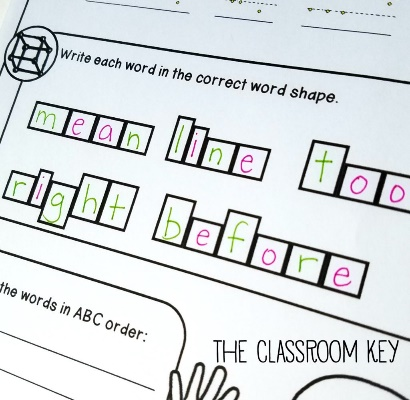 Write each word in the correct word shape.
mean line too
right before
the words in ABC order:
THE CLASSROOM KEY